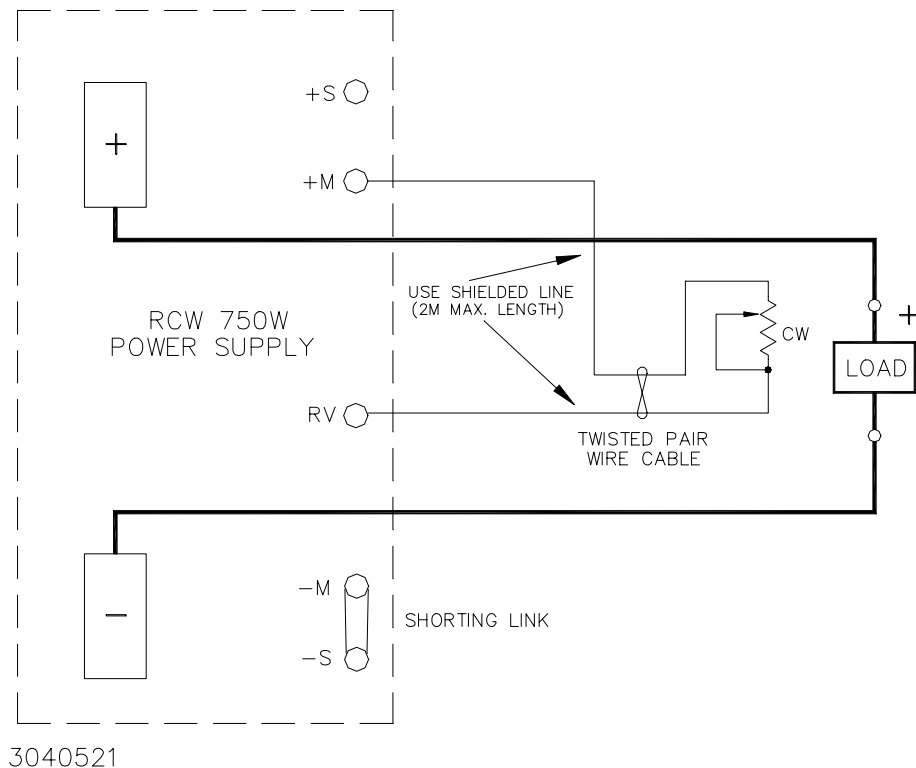 +S
+
+M
USE SHIELDED LINE
(2M MAX. LENGTH)
RCW 750W
POWER SUPPLY
CW
+
LOAD
RV
TWISTED PAIR
WIRE CABLE
−
−M
SHORTING LINK
−S
3040521